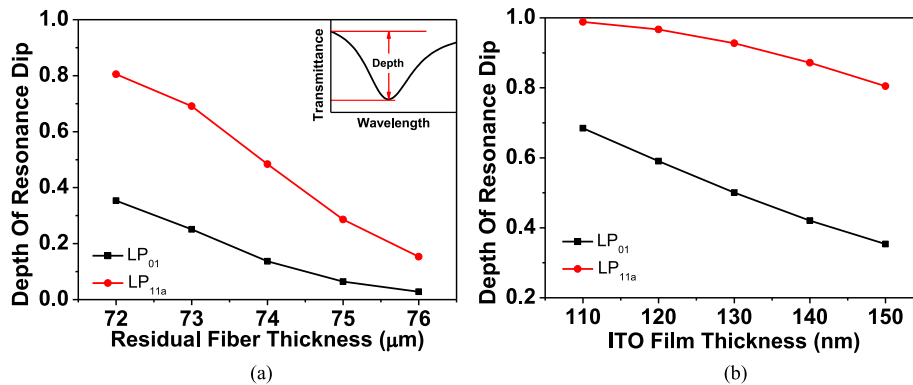 Depth Of Resonance Dip
1.0
0.8
0.6
0.4
0.2
0.0
Transmittance
Depth
Wavelength
LP01
LP11a
72 73 74 75 76
Residual Fiber Thickness (μm)
(a)
Depth Of Resonance Dip
1.0
0.8
0.6
0.4
0.2
LP01
LP11a
110 120 130 140 150
ITO Film Thickness (nm)
(b)